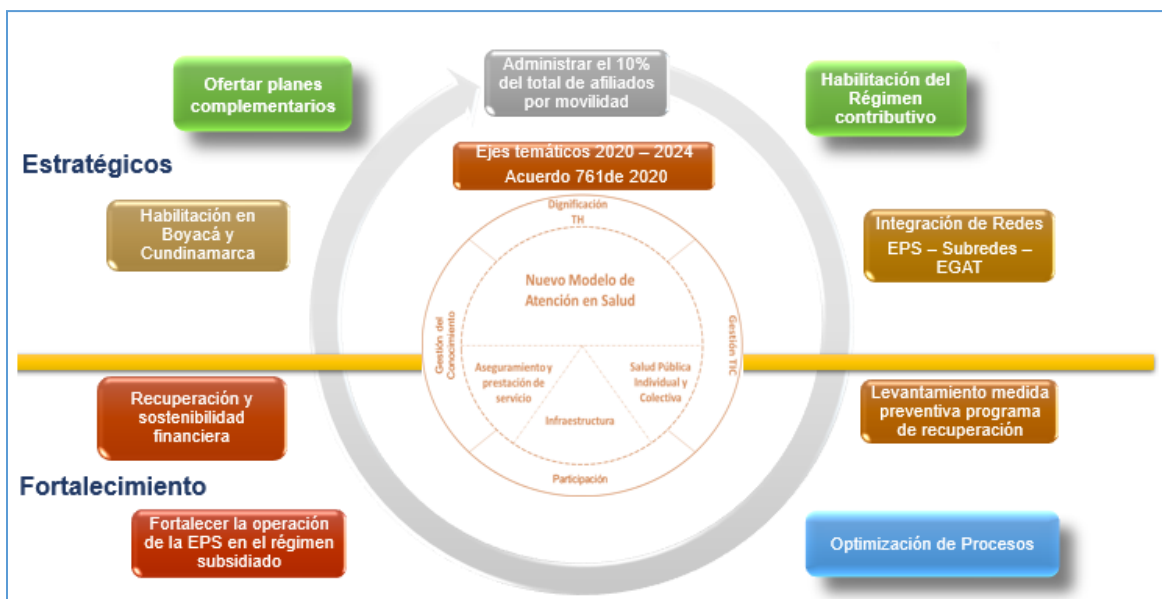 Ofertar planes
complementarios
Administrar el 10%
del total de afiliados
por movilidad
Habilitación del
Régimen
contributivo
Ejes temáticos 2020 – 2024
Acuerdo 761de 2020
Estratégicos
Habilitación en
Boyacá y
Cundinamarca
Integración de Redes
EPS – Subredes –
EGAT
Dignificación
TH
Nuevo Modelo de
Atención en Salud
Gestión del
Conocimiento
Gestión TIC
Aseguramiento y
prestación de
servicio
Salud Pública
Individual y
Colectiva
Infraestructura
Participación
Recuperación y
sostenibilidad
financiera
Levantamiento medida
preventiva programa
de recuperación
Fortalecimiento
Fortalecer la operación
de la EPS en el régimen
subsidiado
Optimización de Procesos